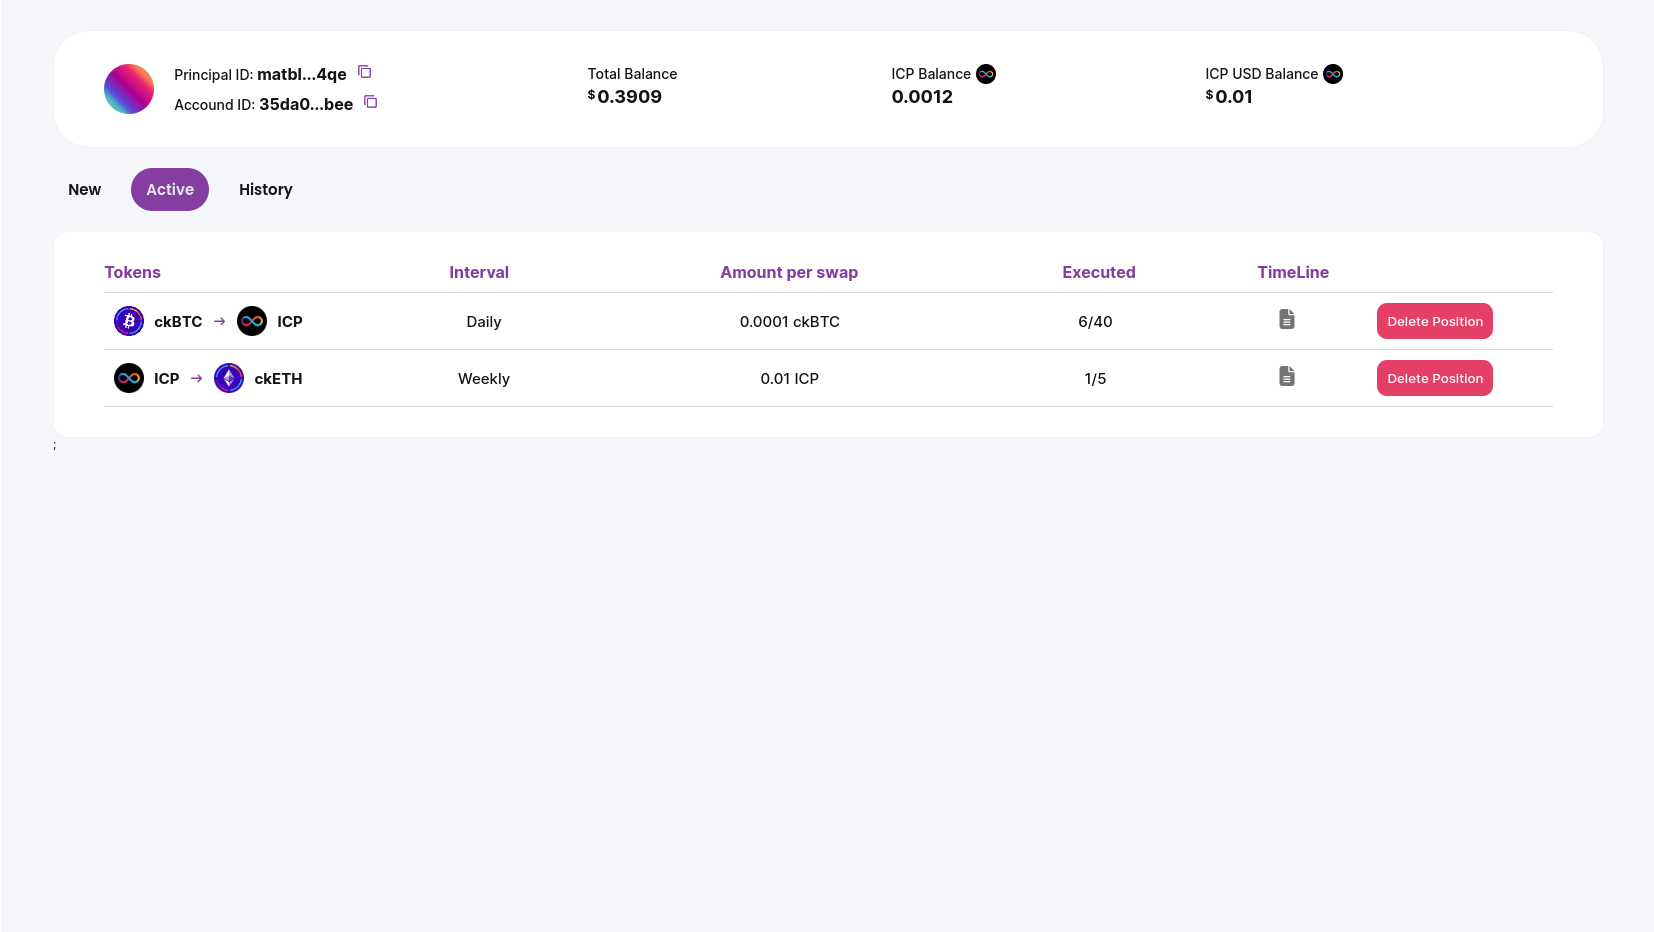 Principal ID: matbl...4qe
Accound ID: 35da0...bee
Total Balance
$0.3909
ICP Balance
0.0012
ICP USD Balance
$0.01
New Active History
Tokens Interval Amount per swap Executed TimeLine
ckBTC → ICP Daily 0.0001 ckBTC 6/40 Delete Position
ICP → ckETH Weekly 0.01 ICP 1/5 Delete Position
;